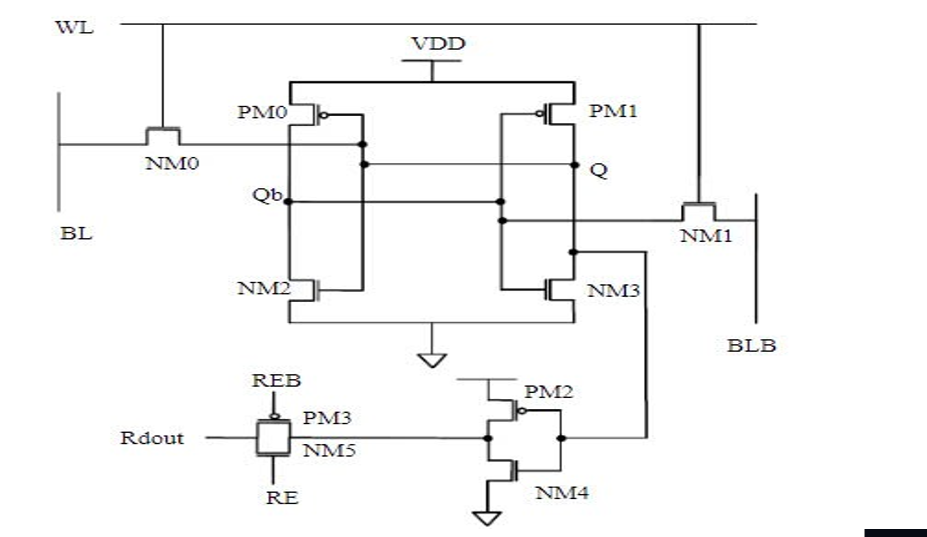 WL
VDD
PM0
PM1
NM0
Q
Qb
BL
NM1
NM2
NM3
BLB
REB
PM2
PM3
Rdout
NM5
NM4
RE